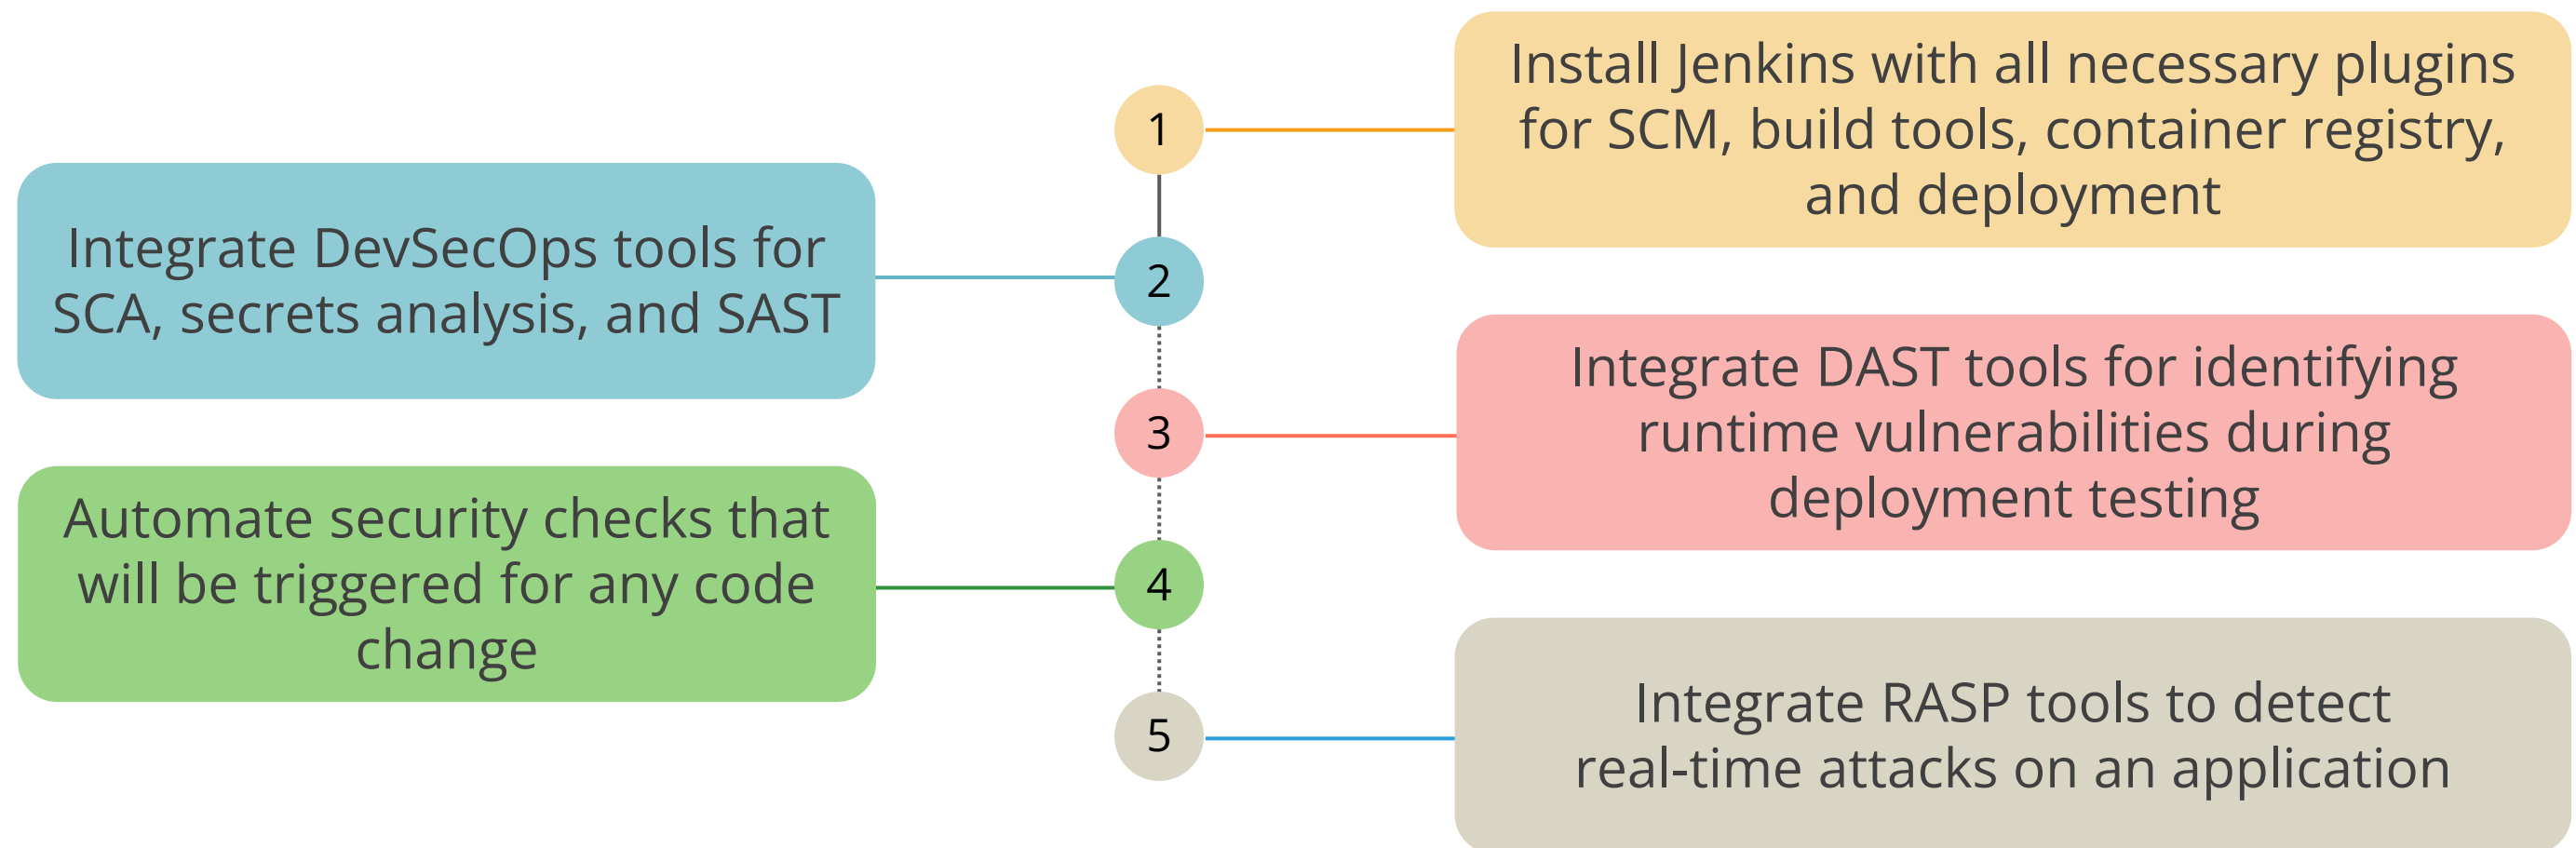 1
Install Jenkins with all necessary plugins
for SCM, build tools, container registry,
and deployment
2
Integrate DevSecOps tools for
SCA, secrets analysis, and SAST
3
Integrate DAST tools for identifying
runtime vulnerabilities during
deployment testing
4
Automate security checks that
will be triggered for any code
change
5
Integrate RASP tools to detect
real-time attacks on an application